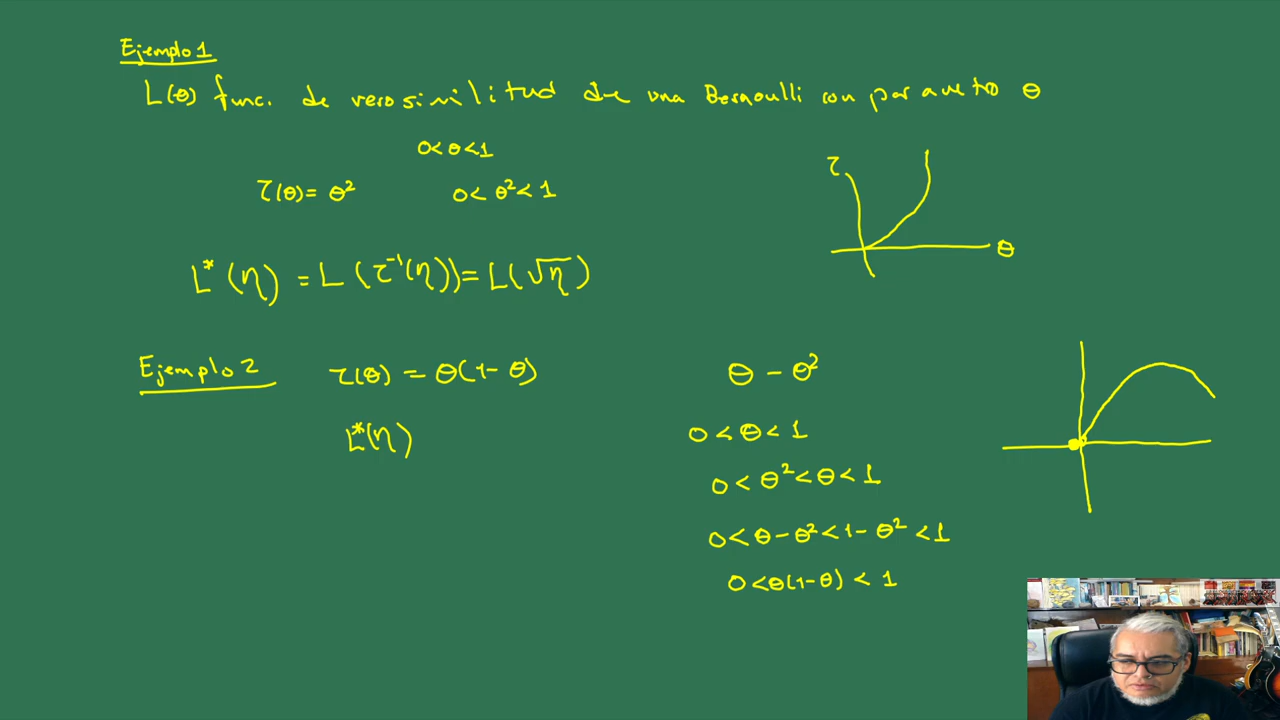 Ejemplo 1
L(θ) func. de verosimilitud de una Bernoulli con parametro θ
0<θ<1
τ(θ)= θ² 0< θ²< 1
τ
θ
L*(η) = L(τ⁻¹(η))= L(√η)
Ejemplo 2 τ(θ) = θ(1-θ) θ - θ²
L*(η) 0 < θ < 1
0 < θ² < θ < 1
0 < θ - θ² < 1 - θ² < 1
0 < θ(1-θ) < 1